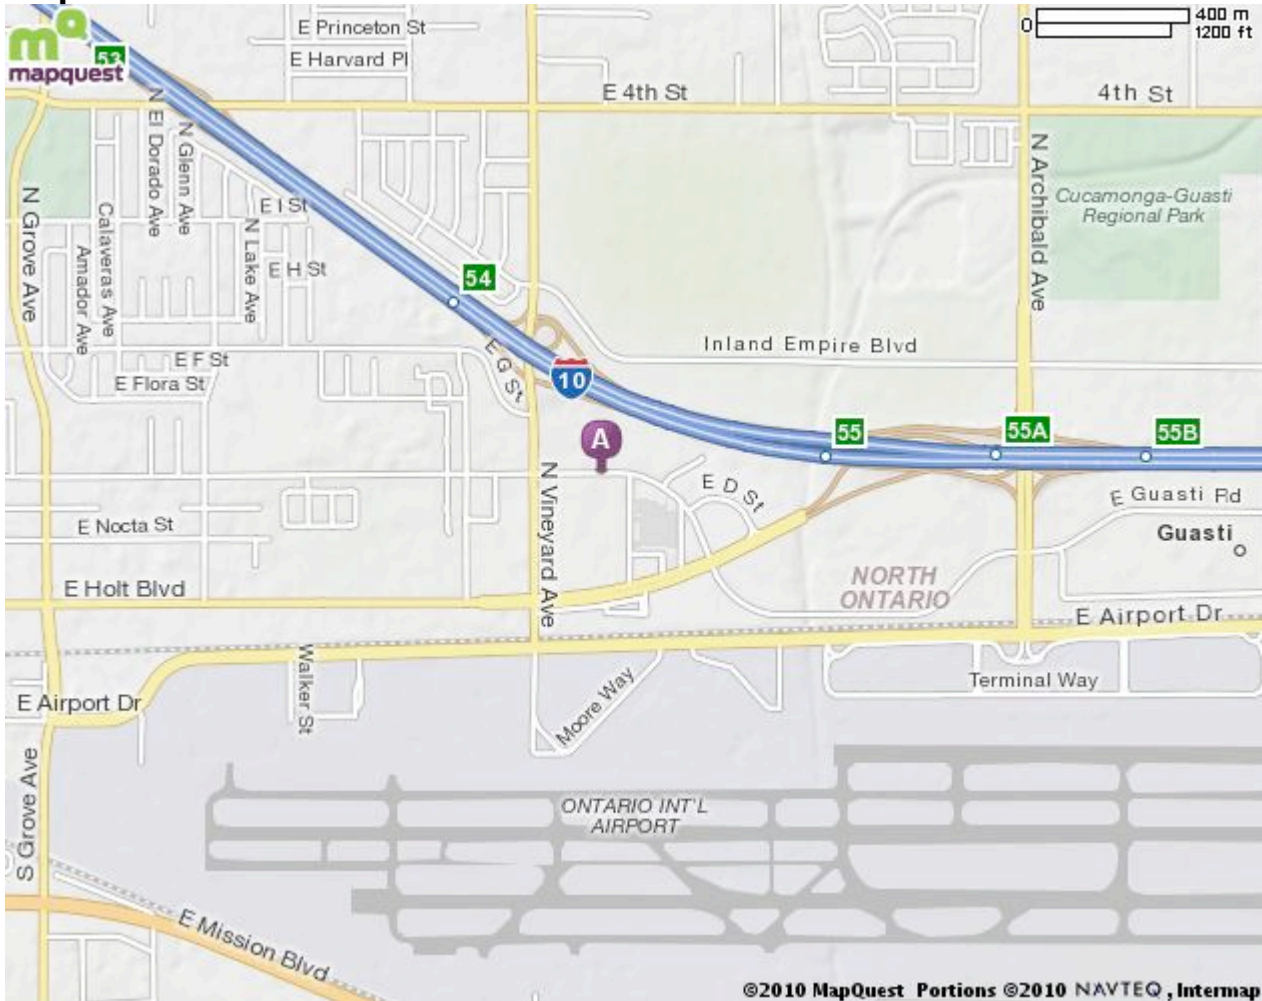 E Princeton St
E Harvard Pl
0
400 m
1200 ft
mq
mapquest
53
E 4th St
4th St
N El Dorado Ave
N Glenn Ave
N Grove Ave
Calaveras Ave
Amador Ave
E I St
N Lake Ave
E H St
N Archibald Ave
Cucamonga-Guasti
Regional Park
54
E F St
E Flora St
E G St
10
Inland Empire Blvd
A
55
55A
55B
N Vineyard Ave
E D St
E Guasti Rd
Guasti
E Nocta St
E Holt Blvd
NORTH
ONTARIO
E Airport Dr
Walker St
Moore Way
Terminal Way
E Airport Dr
S Grove Ave
ONTARIO INT'L
AIRPORT
E Mission Blvd
©2010 MapQuest Portions ©2010 NAVTEQ, Intermap